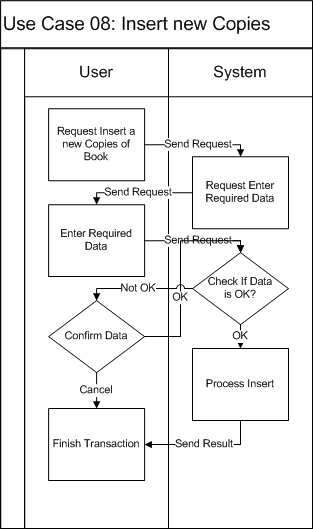 Use Case 08: Insert new Copies
User
System
Request Insert a
new Copies of
Book
Send Request
Request Enter
Required Data
Send Request
Enter Required
Data
Send Request
Check If Data
is OK?
Not OK
OK
Confirm Data
OK
Cancel
Process Insert
Finish Transaction
Send Result